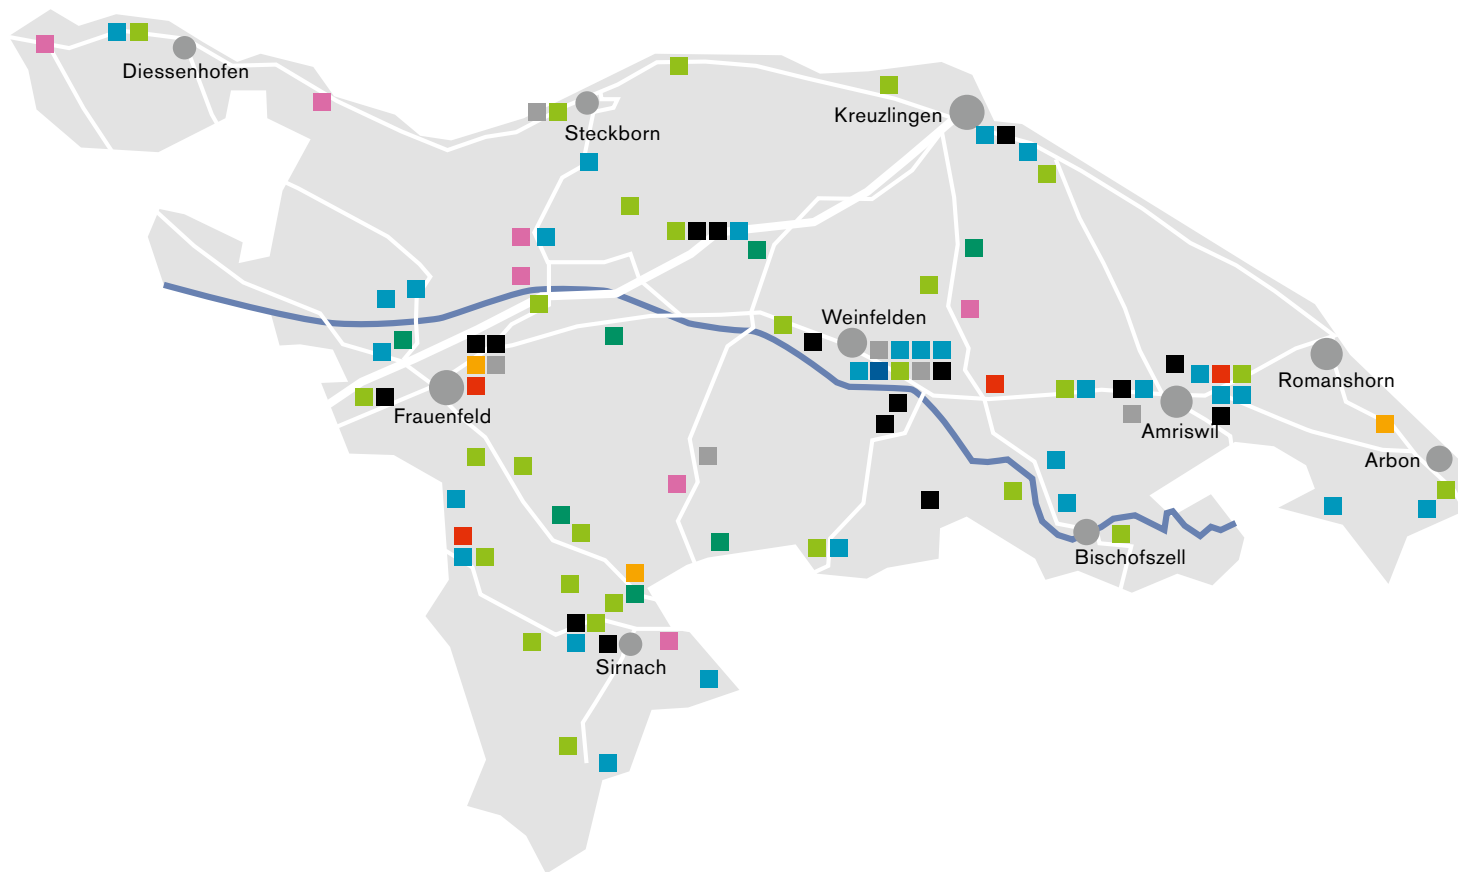 Diessenhofen
Steckborn
Kreuzlingen
Weinfelden
Romanshorn
Frauenfeld
Amriswil
Arbon
Bischofszell
Sirnach